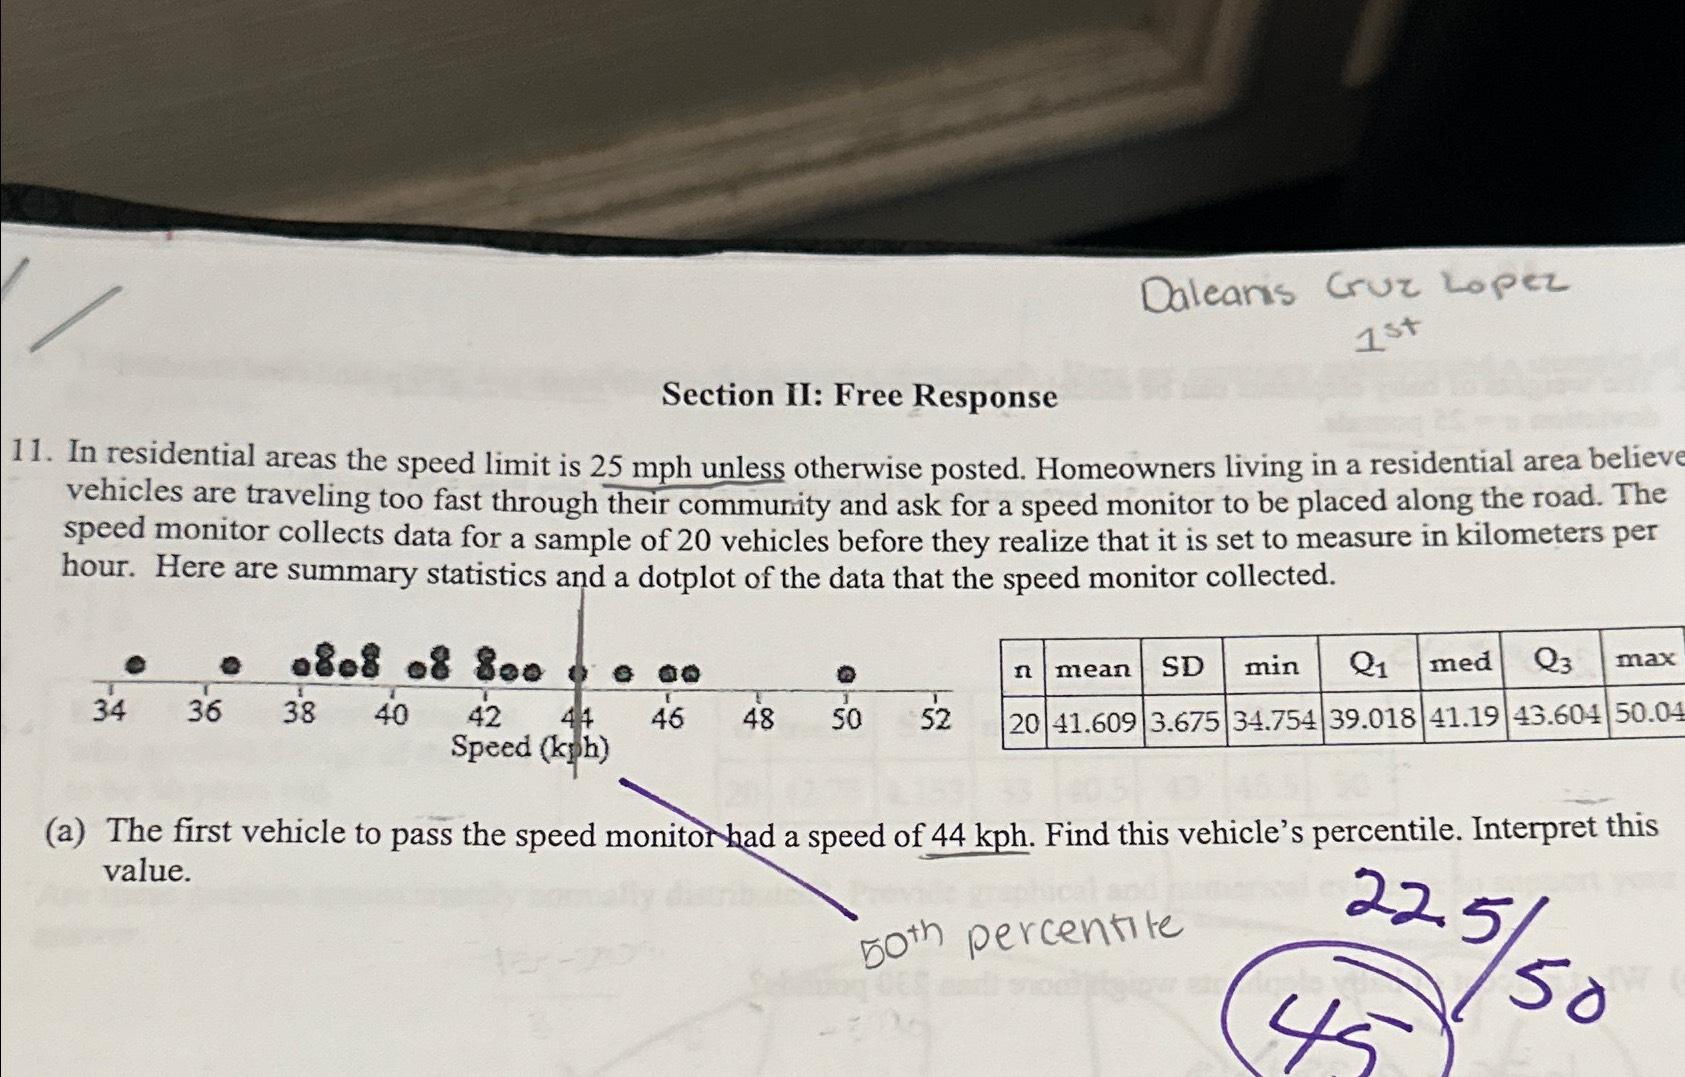 Daleanis Cruz Lopez
1st
Section II: Free Response
11. In residential areas the speed limit is 25 mph unless otherwise posted. Homeowners living in a residential area believe
vehicles are traveling too fast through their community and ask for a speed monitor to be placed along the road. The
speed monitor collects data for a sample of 20 vehicles before they realize that it is set to measure in kilometers per
hour. Here are summary statistics and a dotplot of the data that the speed monitor collected.
34 36 38 40 42 44 46 48 50 52
Speed (kph)
n mean SD min Q1 med Q3 max
20 41.609 3.675 34.754 39.018 41.19 43.604 50.04
(a) The first vehicle to pass the speed monitor had a speed of 44 kph. Find this vehicle's percentile. Interpret this
value.
50th percentile
22.5/50
45